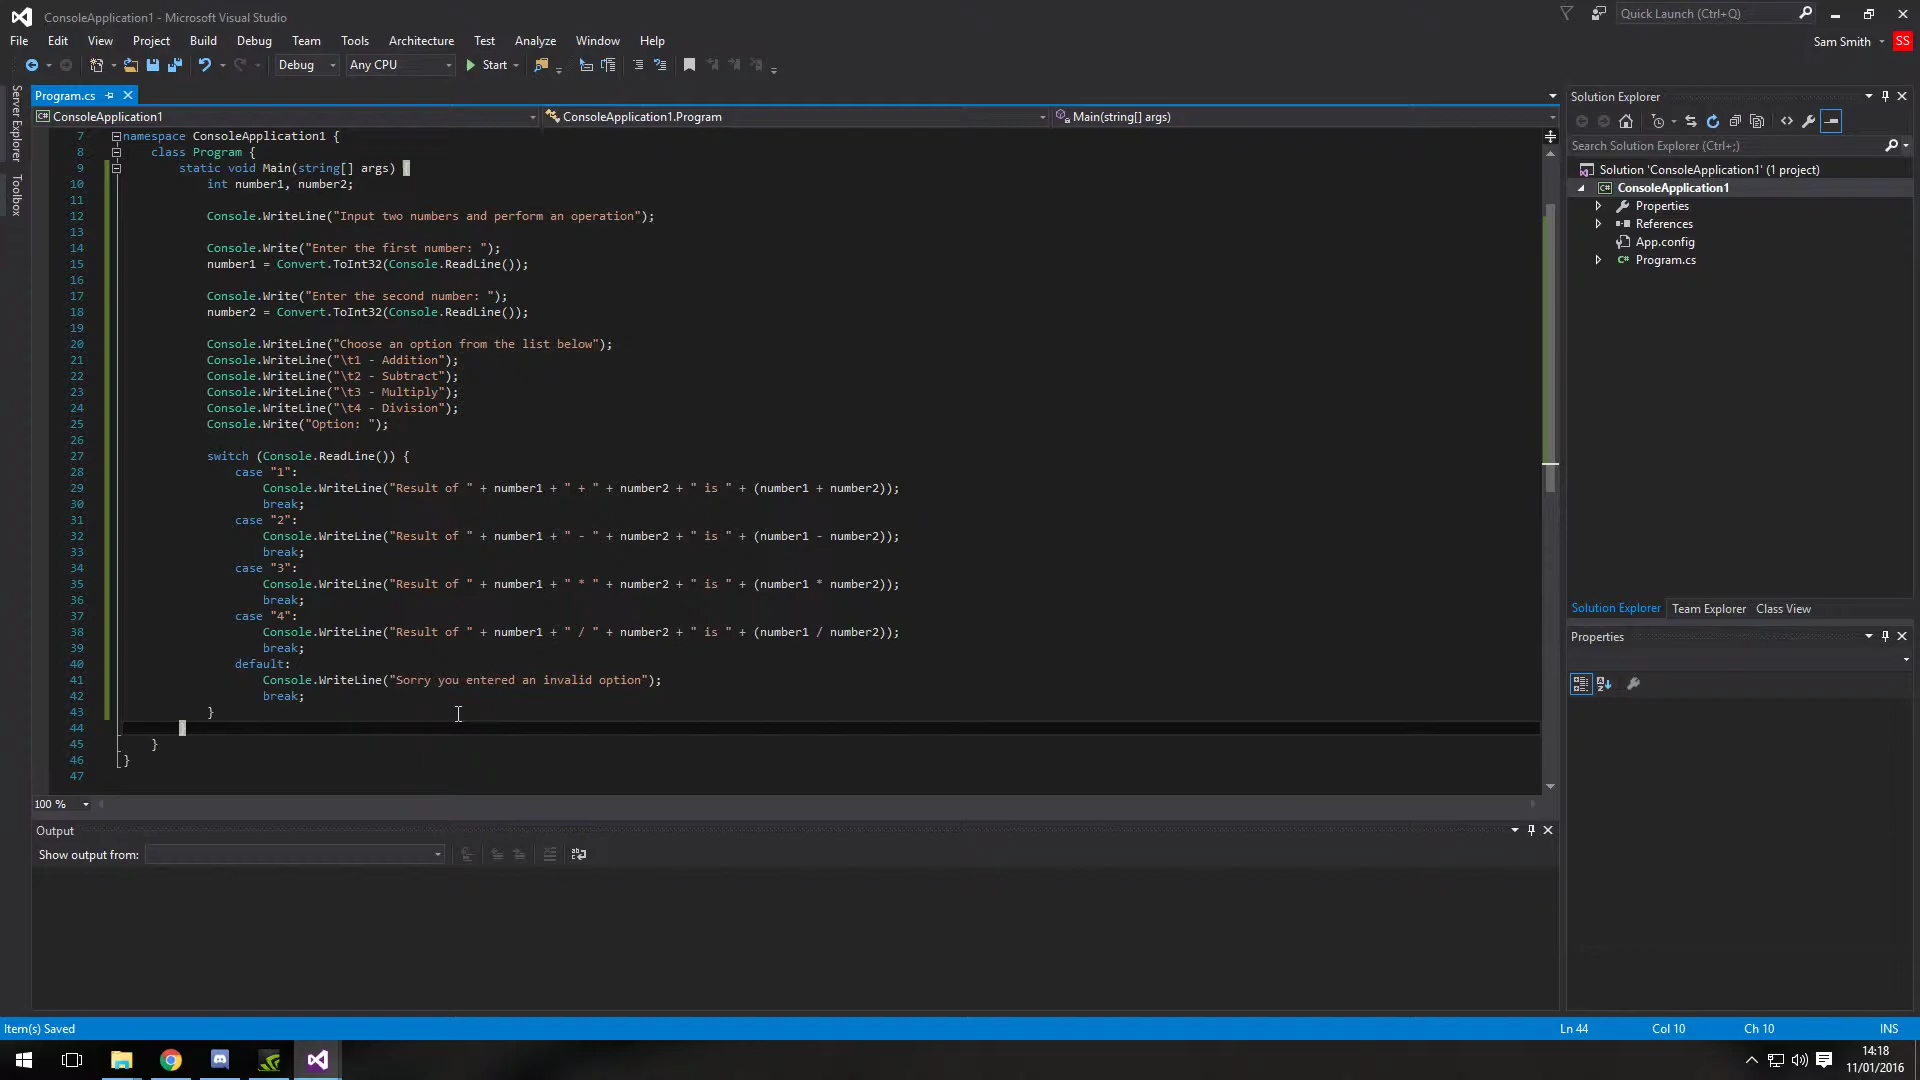 ConsoleApplication1 - Microsoft Visual Studio
Quick Launch (Ctrl+Q)
File Edit View Project Build Debug Team Tools Architecture Test Analyze Window Help
Sam Smith SS
Debug Any CPU Start
Server Explorer
Toolbox
Program.cs
ConsoleApplication1 ConsoleApplication1.Program Main(string[] args)
7 namespace ConsoleApplication1 {
8 class Program {
9 static void Main(string[] args) {
10 int number1, number2;
11
12 Console.WriteLine("Input two numbers and perform an operation");
13
14 Console.Write("Enter the first number: ");
15 number1 = Convert.ToInt32(Console.ReadLine());
16
17 Console.Write("Enter the second number: ");
18 number2 = Convert.ToInt32(Console.ReadLine());
19
20 Console.WriteLine("Choose an option from the list below");
21 Console.WriteLine("\t1 - Addition");
22 Console.WriteLine("\t2 - Subtract");
23 Console.WriteLine("\t3 - Multiply");
24 Console.WriteLine("\t4 - Division");
25 Console.Write("Option: ");
26
27 switch (Console.ReadLine()) {
28 case "1":
29 Console.WriteLine("Result of " + number1 + " + " + number2 + " is " + (number1 + number2));
30 break;
31 case "2":
32 Console.WriteLine("Result of " + number1 + " - " + number2 + " is " + (number1 - number2));
33 break;
34 case "3":
35 Console.WriteLine("Result of " + number1 + " * " + number2 + " is " + (number1 * number2));
36 break;
37 case "4":
38 Console.WriteLine("Result of " + number1 + " / " + number2 + " is " + (number1 / number2));
39 break;
40 default:
41 Console.WriteLine("Sorry you entered an invalid option");
42 break;
43 }
44 }
45 }
46 }
47
100 %
Output
Show output from:
Solution Explorer
Search Solution Explorer (Ctrl+;)
Solution 'ConsoleApplication1' (1 project)
C# ConsoleApplication1
Properties
References
App.config
C# Program.cs
Solution Explorer Team Explorer Class View
Properties
Item(s) Saved Ln 44 Col 10 Ch 10 INS
14:18
11/01/2016